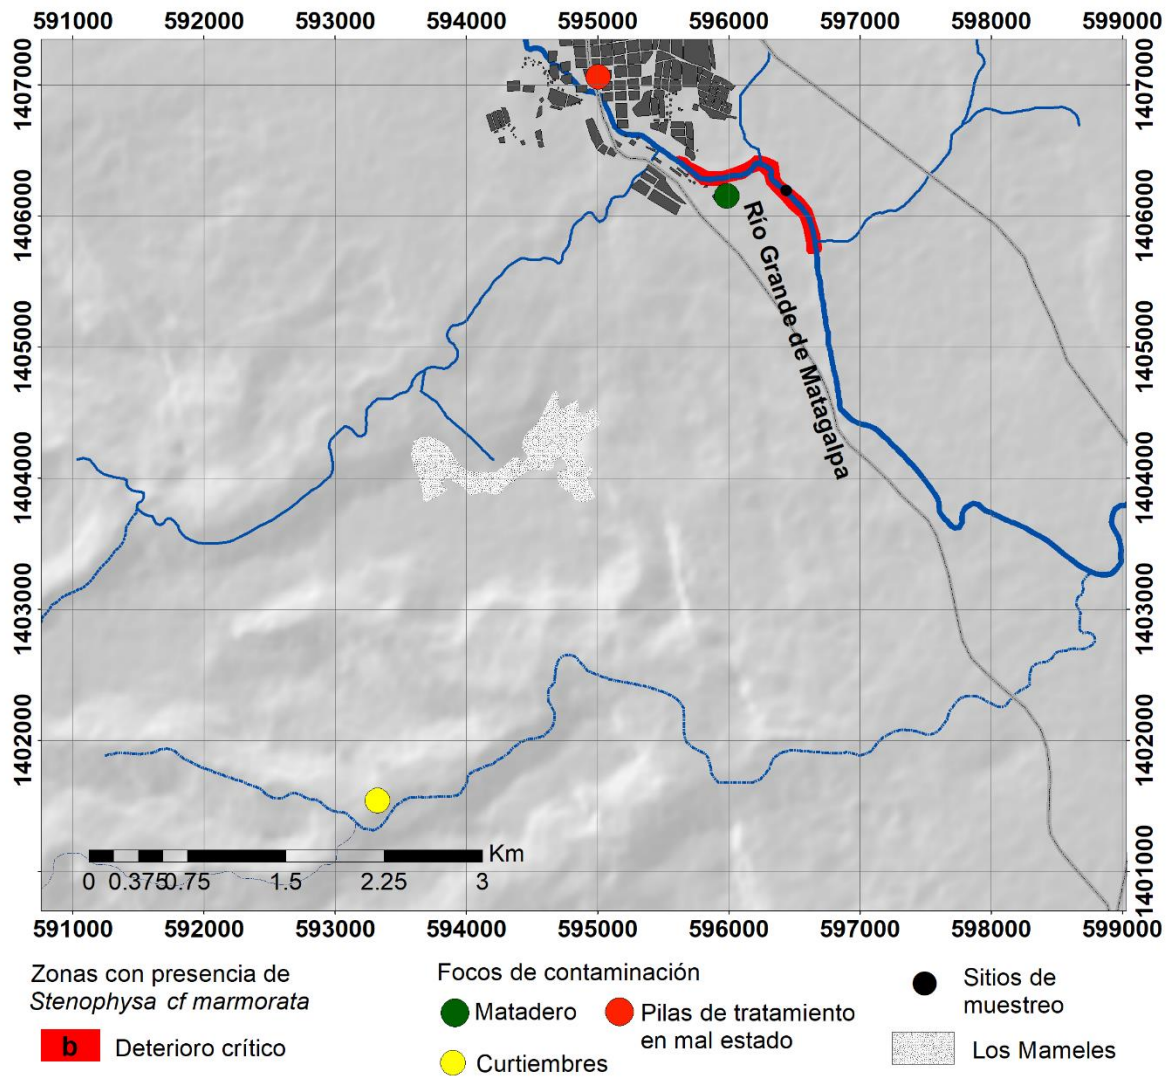 591000 592000 593000 594000 595000 596000 597000 598000 599000
1407000 1407000
1406000 1406000
1405000 1405000
1404000 1404000
1403000 1403000
1402000 1402000
1401000 1401000
Río Grande de Matagalpa
Km
0 0.375 0.75 1.5 2.25 3
591000 592000 593000 594000 595000 596000 597000 598000 599000
Zonas con presencia de
Stenophysa cf marmorata
b Deterioro crítico
Focos de contaminación
Matadero
Pilas de tratamiento
en mal estado
Curtiembres
Sitios de
muestreo
Los Mameles